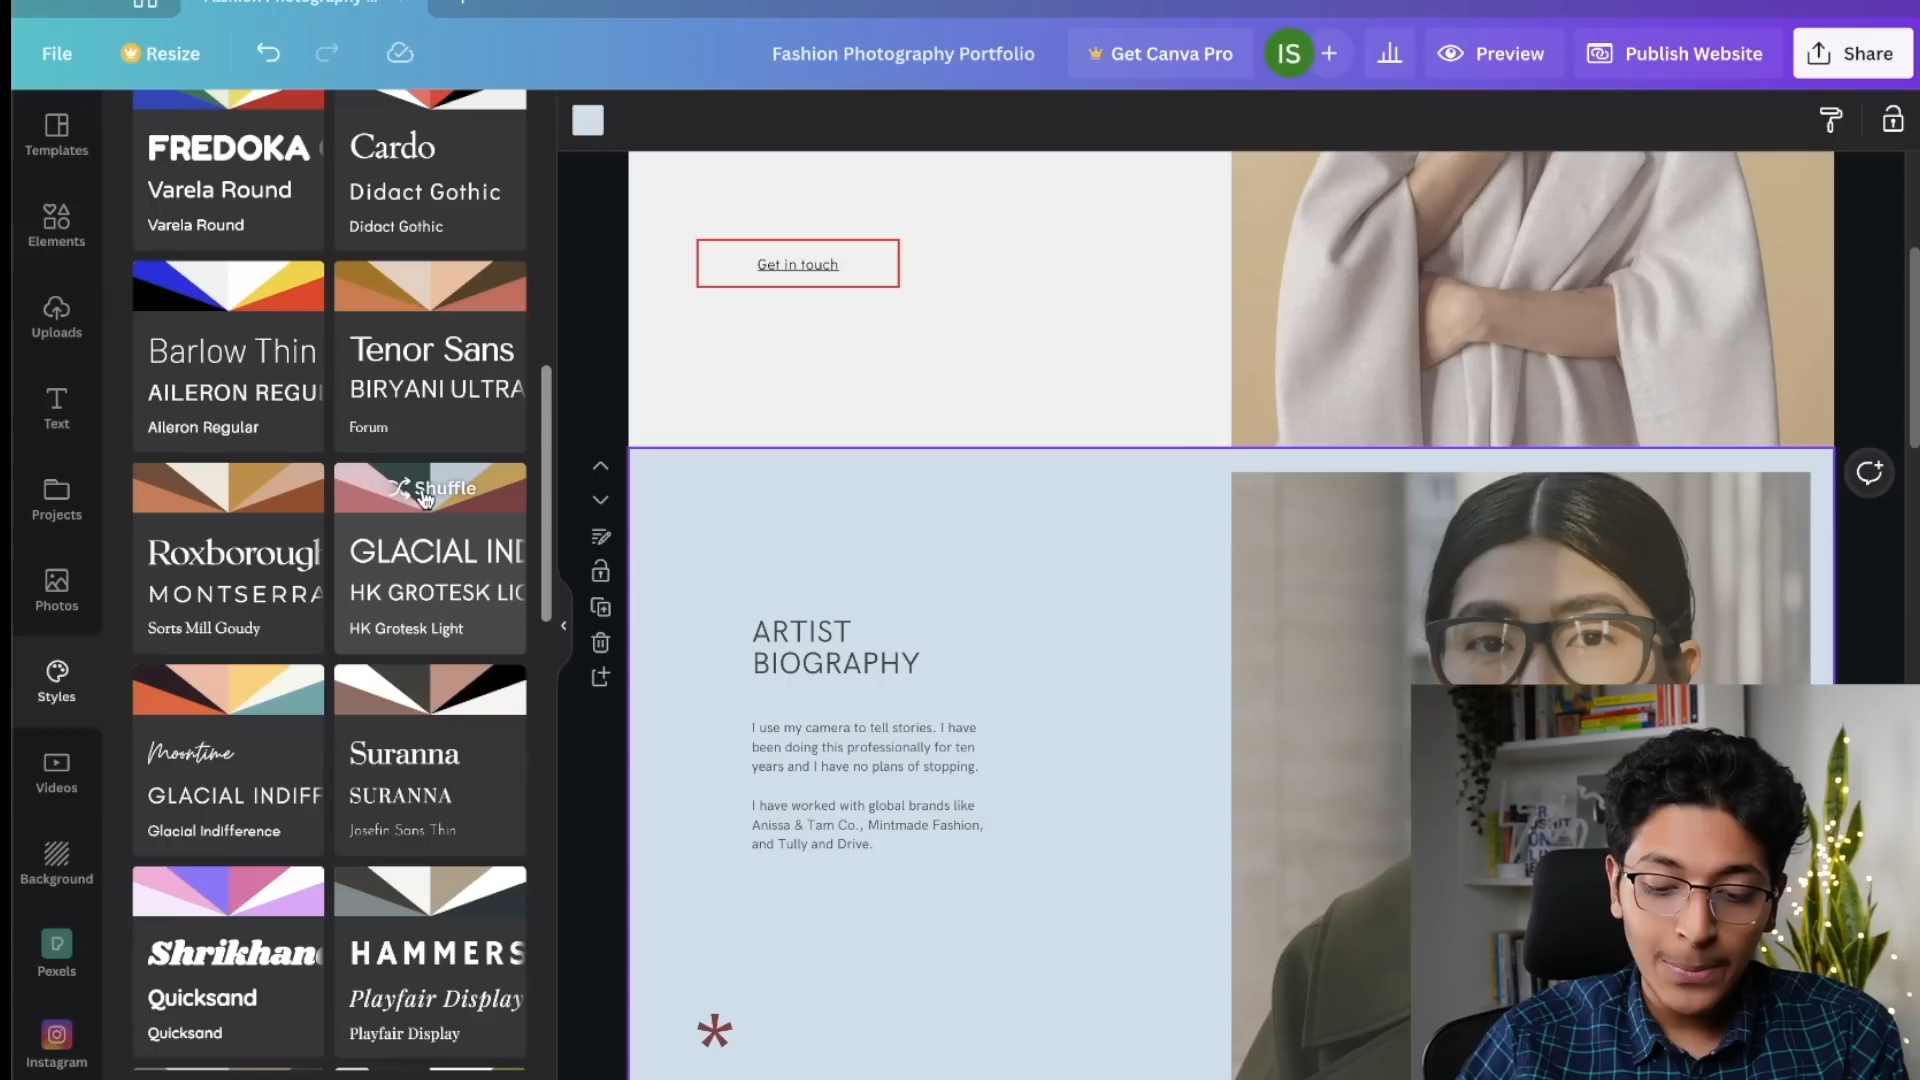 File
Resize
Fashion Photography Portfolio
Get Canva Pro
IS
Preview
Publish Website
Share
Templates
Elements
Uploads
Text
Projects
Photos
Styles
Videos
Background
Pexels
Instagram
FREDOKA
Varela Round
Varela Round
Cardo
Didact Gothic
Didact Gothic
Barlow Thin
AILERON REGU
Aileron Regular
Tenor Sans
BIRYANI ULTRA
Forum
Roxborough
MONTSERRA
Sorts Mill Goudy
Shuffle
GLACIAL IND
HK GROTESK LIG
HK Grotesk Light
Moontime
GLACIAL INDIFF
Glacial Indifference
Suranna
SURANNA
Josefin Sans Thin
Shrikhan
Quicksand
Quicksand
HAMMERS
Playfair Display
Playfair Display
Get in touch
ARTIST
BIOGRAPHY
I use my camera to tell stories. I have
been doing this professionally for ten
years and I have no plans of stopping.
I have worked with global brands like
Anissa & Tam Co., Mintmade Fashion,
and Tully and Drive.
*